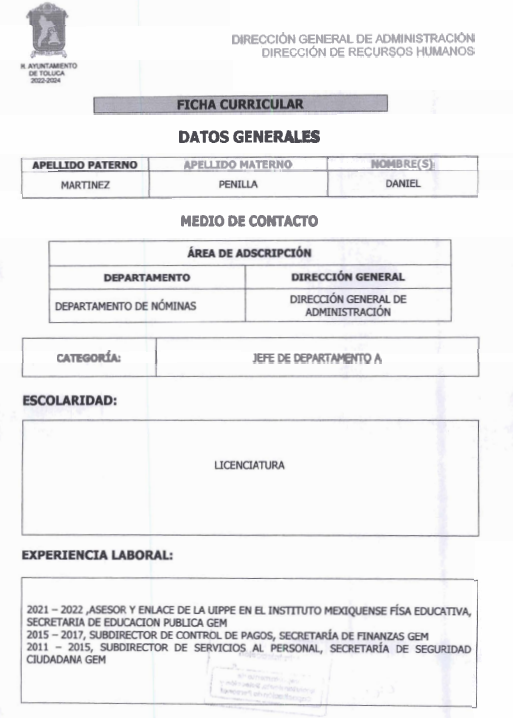 DIRECCIÓN GENERAL DE ADMINISTRACIÓN
DIRECCIÓN DE RECURSOS HUMANOS
H. AYUNTAMIENTO
DE TOLUCA
2022-2024
FICHA CURRICULAR
DATOS GENERALES
APELLIDO PATERNO APELLIDO MATERNO NOMBRE(S)
MARTINEZ PENILLA DANIEL
MEDIO DE CONTACTO
ÁREA DE ADSCRIPCIÓN
DEPARTAMENTO DIRECCIÓN GENERAL
DEPARTAMENTO DE NÓMINAS DIRECCIÓN GENERAL DE
ADMINISTRACIÓN
CATEGORÍA: JEFE DE DEPARTAMENTO A
ESCOLARIDAD:
LICENCIATURA
EXPERIENCIA LABORAL:
2021 – 2022 ,ASESOR Y ENLACE DE LA UIPPE EN EL INSTITUTO MEXIQUENSE FÍSA EDUCATIVA,
SECRETARIA DE EDUCACION PUBLICA GEM
2015 – 2017, SUBDIRECTOR DE CONTROL DE PAGOS, SECRETARÍA DE FINANZAS GEM
2011 – 2015, SUBDIRECTOR DE SERVICIOS AL PERSONAL, SECRETARÍA DE SEGURIDAD
CIUDADANA GEM